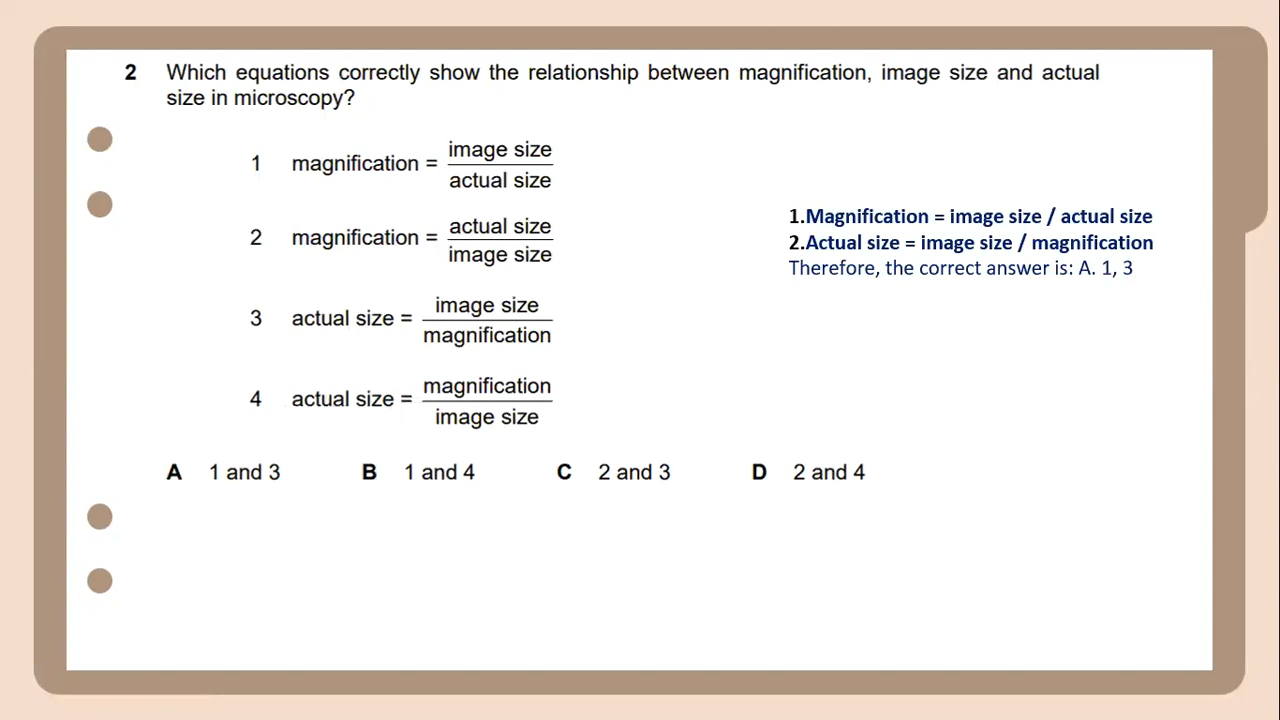 2 Which equations correctly show the relationship between magnification, image size and actual
size in microscopy?
1 magnification = image size
actual size
2 magnification = actual size
image size
3 actual size = image size
magnification
4 actual size = magnification
image size
A 1 and 3 B 1 and 4 C 2 and 3 D 2 and 4
1.Magnification = image size / actual size
2.Actual size = image size / magnification
Therefore, the correct answer is: A. 1, 3